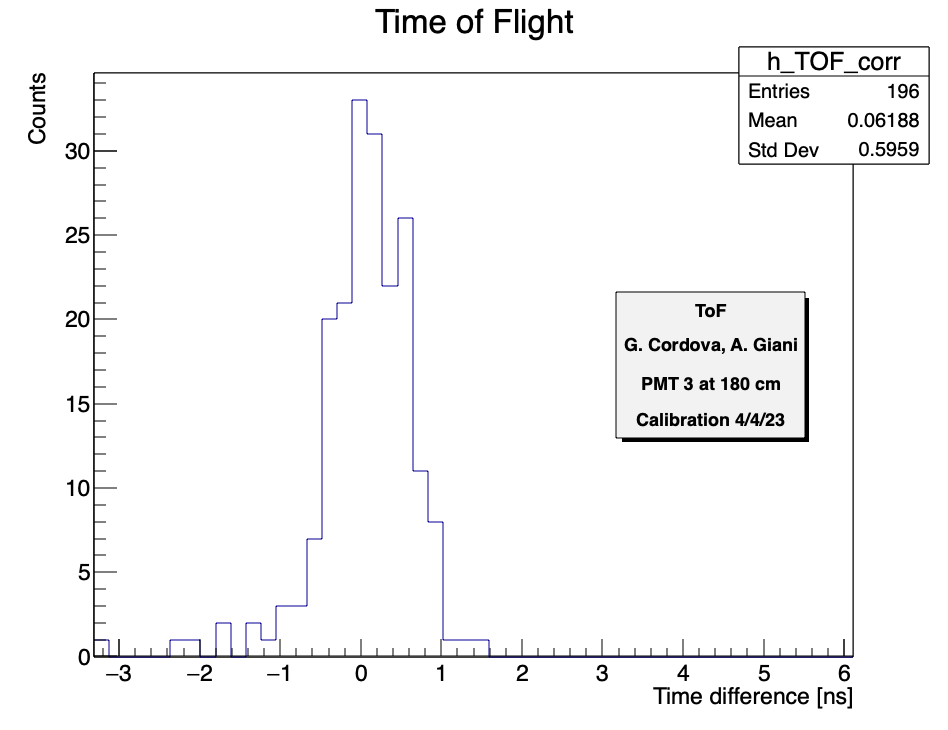 Time of Flight
h_TOF_corr
Entries 196
Mean 0.06188
Std Dev 0.5959
Counts
30
25
20
15
10
5
0
ToF
G. Cordova, A. Giani
PMT 3 at 180 cm
Calibration 4/4/23
−3 −2 −1 0 1 2 3 4 5 6
Time difference [ns]